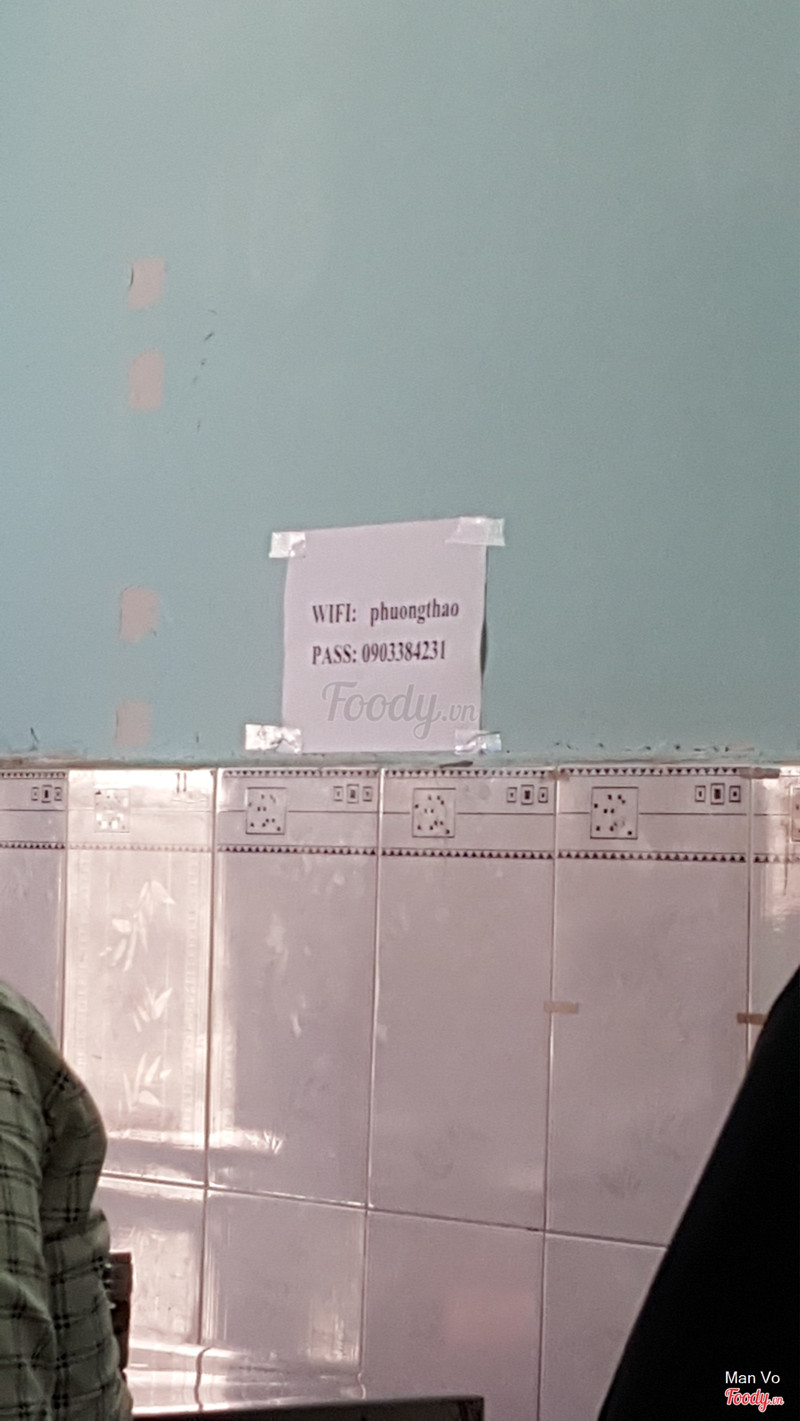 WIFI: phuongthao
PASS: 0903384231
Foody.vn
Man Vo
Foody.vn